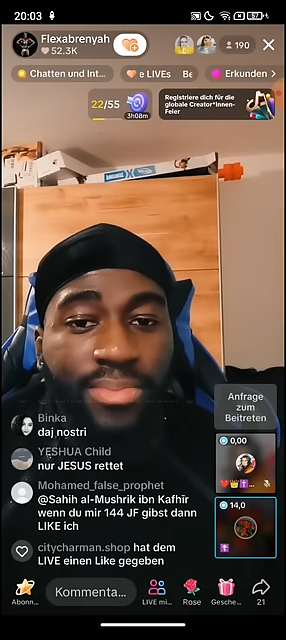 20:03
57
Flexabrenyah
52.3K
190
Chatten und Int...
e LIVEs
Be
Erkunden
22/55
3h08m
Registriere dich für die
globale Creator*innen-
Feier
Anfrage
zum
Beitreten
Binka
daj nostri
YESHUA Child
nur JESUS rettet
0,00
Mohamed_false_prophet
@Sahih al-Mushrik ibn Kafhir
wenn du mir 144 JF gibst dann
LIKE ich
14,0
citycharman.shop hat dem
LIVE einen Like gegeben
Kommenta...
Abonn...
LIVE mi...
Rose
Gesche...
21